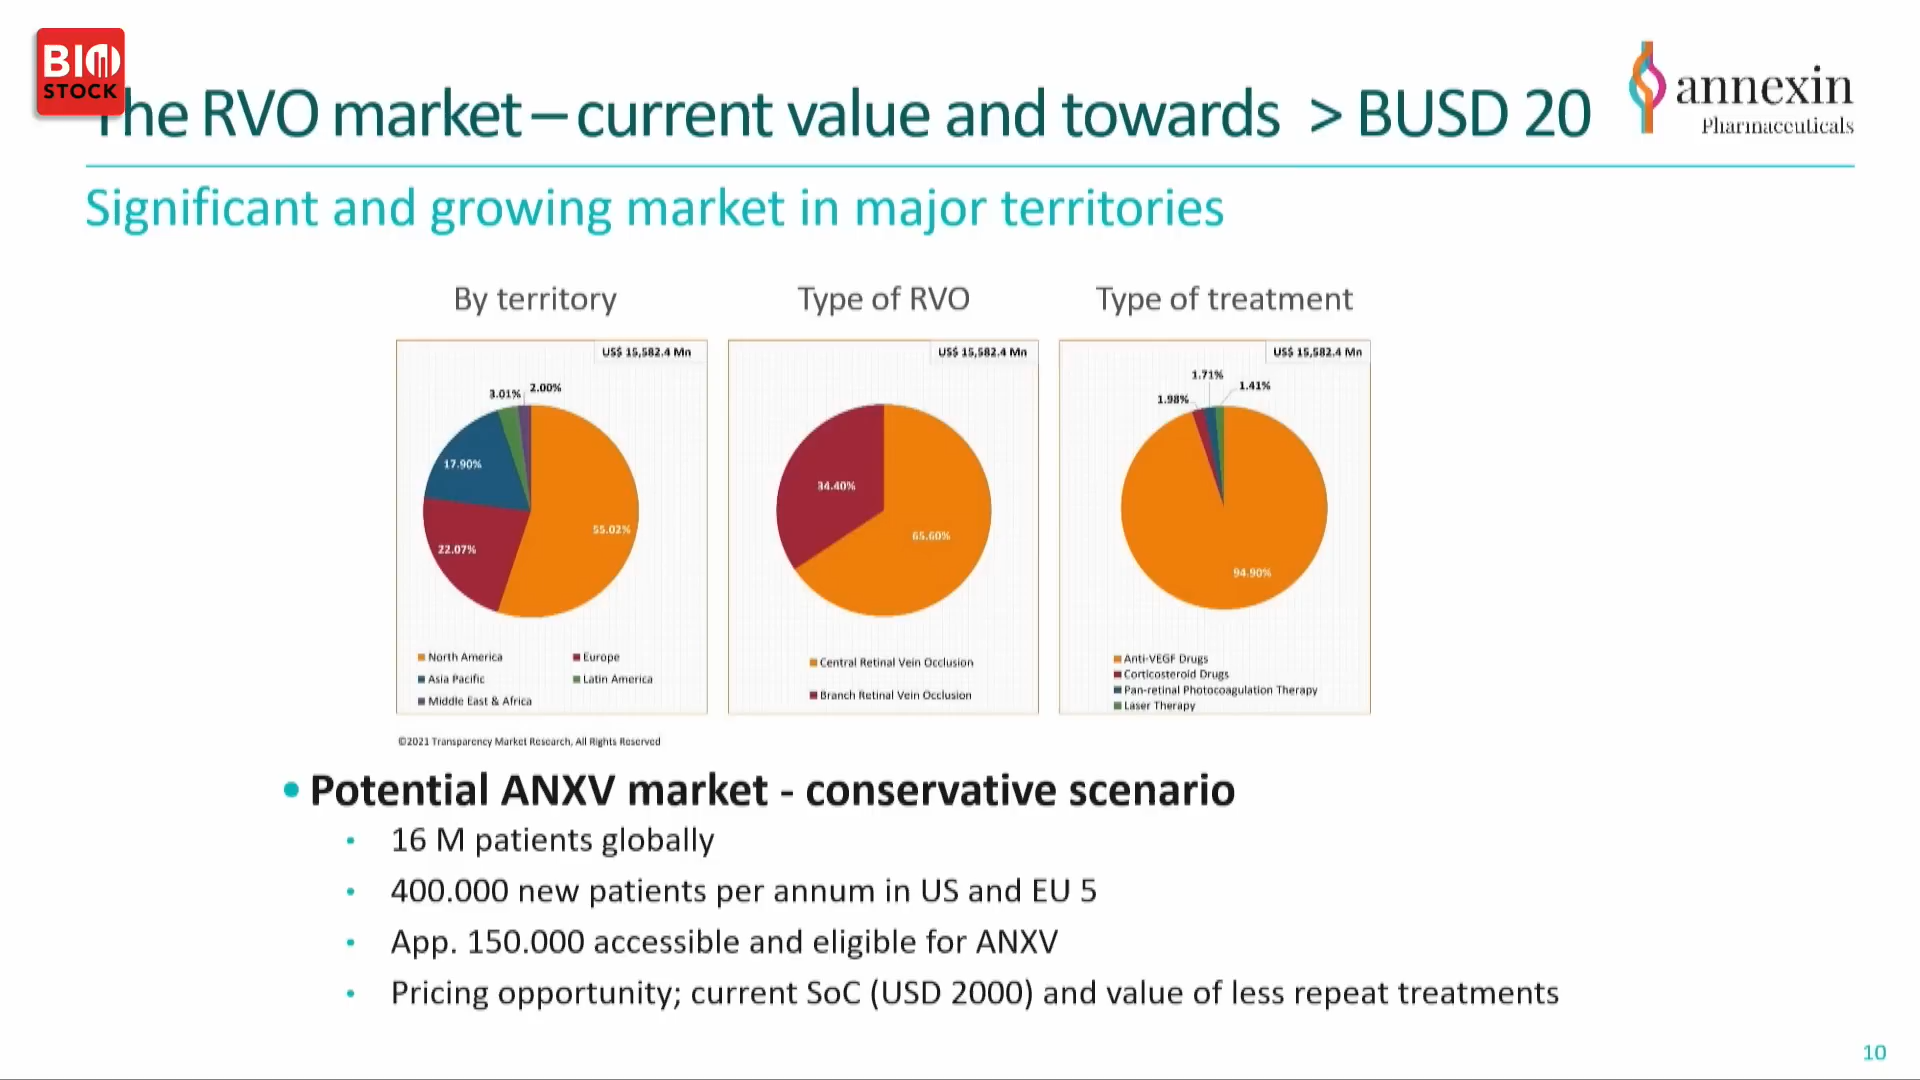 BIO
STOCK
The RVO market – current value and towards > BUSD 20
annexin
Pharmaceuticals
Significant and growing market in major territories
By territory
Type of RVO
Type of treatment
US$ 15,582.4 Mn
3.01%
2.00%
17.90%
55.02%
22.07%
North America
Europe
Asia Pacific
Latin America
Middle East & Africa
US$ 15,582.4 Mn
34.40%
65.60%
Central Retinal Vein Occlusion
Branch Retinal Vein Occlusion
US$ 15,582.4 Mn
1.71%
1.41%
1.98%
94.90%
Anti-VEGF Drugs
Corticosteroid Drugs
Pan-retinal Photocoagulation Therapy
Laser Therapy
©2021 Transparency Market Research, All Rights Reserved
• Potential ANXV market - conservative scenario
• 16 M patients globally
• 400.000 new patients per annum in US and EU 5
• App. 150.000 accessible and eligible for ANXV
• Pricing opportunity; current SoC (USD 2000) and value of less repeat treatments
10